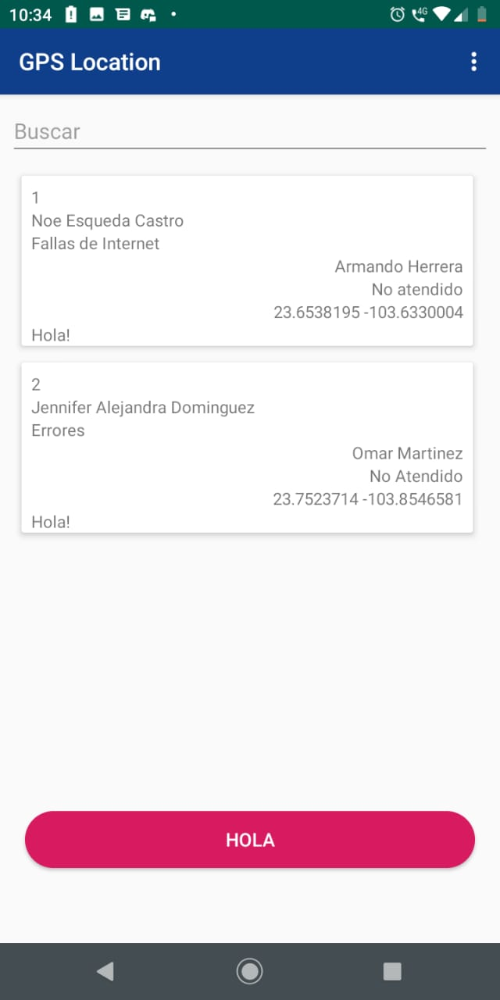 10:34
4G
GPS Location
Buscar
1
Noe Esqueda Castro
Fallas de Internet
Armando Herrera
No atendido
23.6538195 -103.6330004
Hola!
2
Jennifer Alejandra Dominguez
Errores
Omar Martinez
No Atendido
23.7523714 -103.8546581
Hola!
HOLA